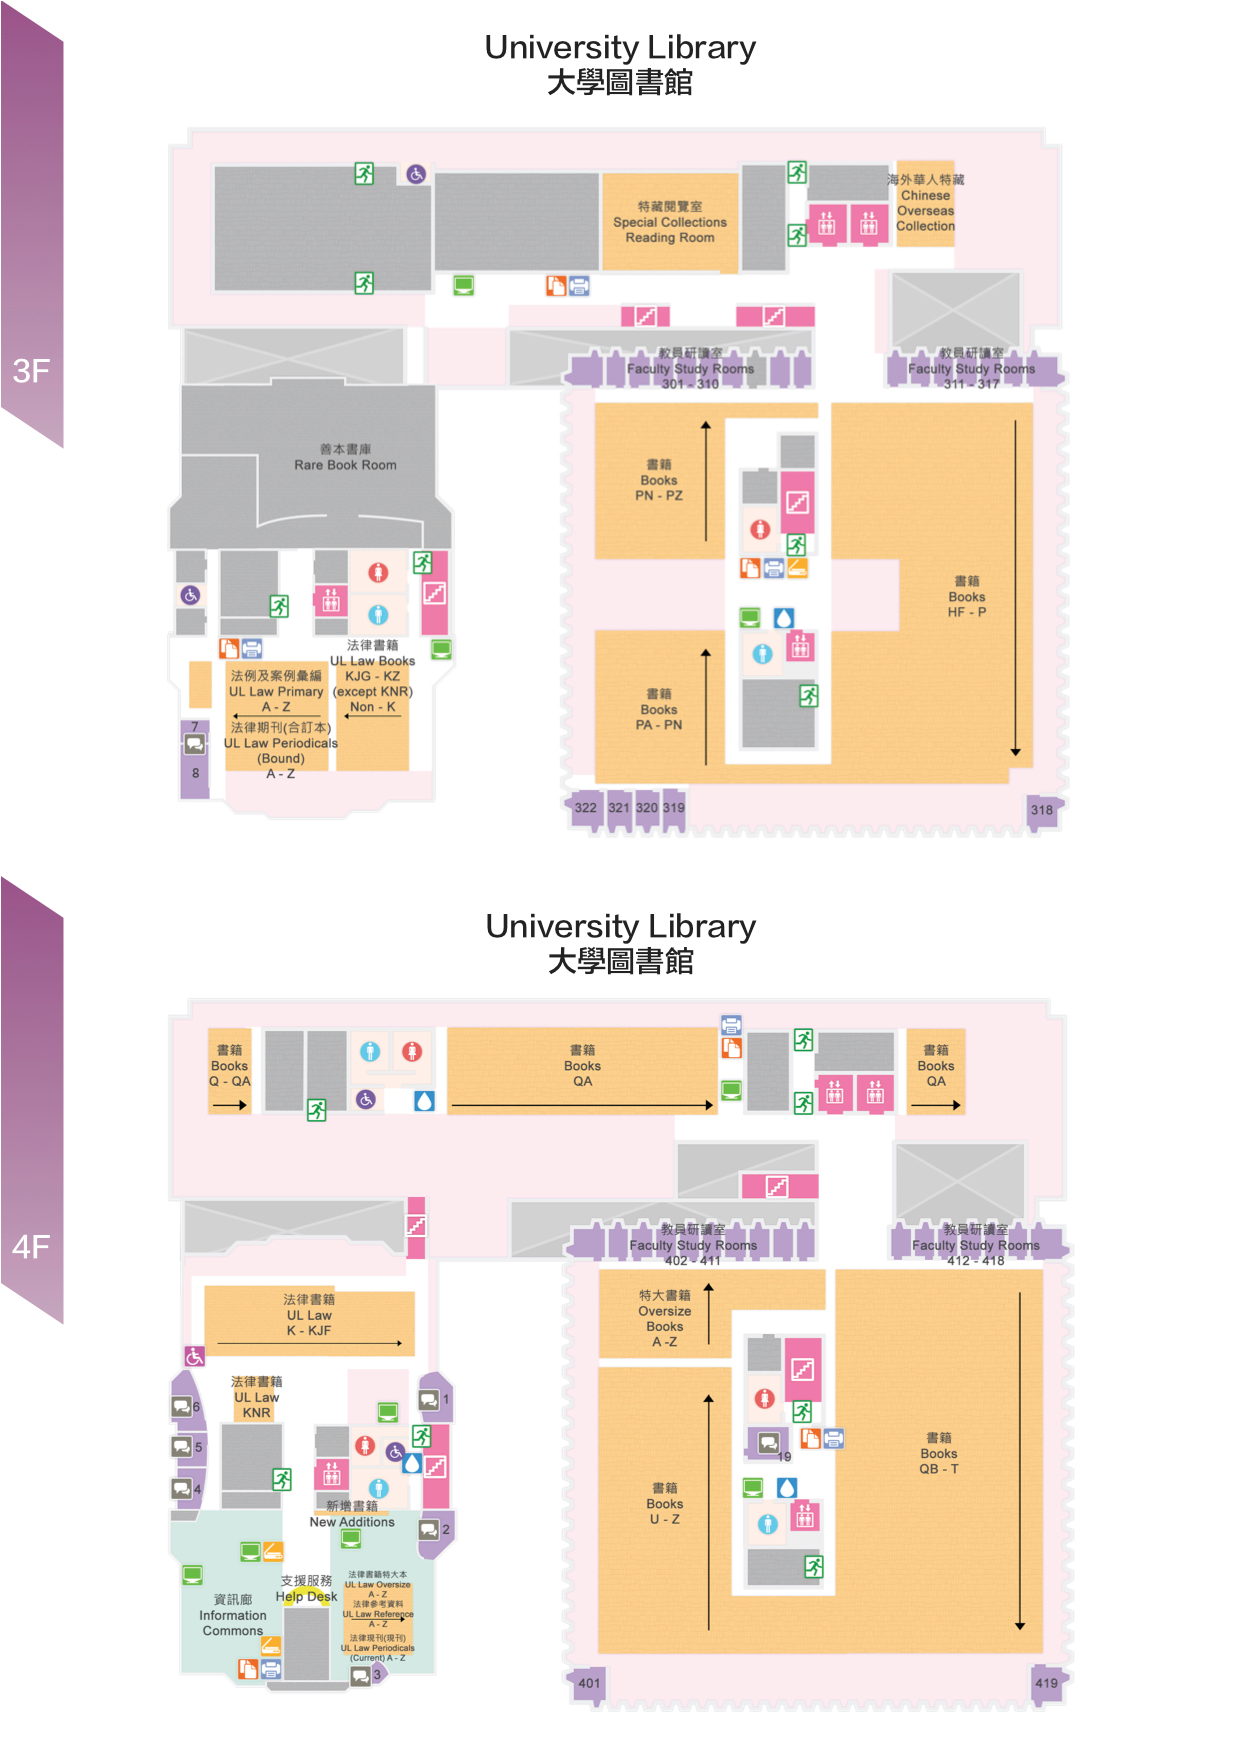 University Library
大學圖書館
3F
特藏閱覽室
Special Collections
Reading Room
海外華人特藏
Chinese
Overseas
Collection
教員研讀室
Faculty Study Rooms
301 - 310
教員研讀室
Faculty Study Rooms
311 - 317
善本書庫
Rare Book Room
書籍
Books
PN - PZ
書籍
Books
HF - P
書籍
Books
PA - PN
法律書籍
UL Law Books
KJG - KZ
(except KNR)
Non - K
法例及案例彙編
UL Law Primary
A - Z
法律期刊(合訂本)
UL Law Periodicals
(Bound)
A - Z
7
8
322
321
320
319
318
University Library
大學圖書館
4F
書籍
Books
Q - QA
書籍
Books
QA
書籍
Books
QA
教員研讀室
Faculty Study Rooms
402 - 411
教員研讀室
Faculty Study Rooms
412 - 418
法律書籍
UL Law
K - KJF
特大書籍
Oversize
Books
A -Z
法律書籍
UL Law
KNR
6
5
4
1
2
19
書籍
Books
QB - T
書籍
Books
U - Z
新增書籍
New Additions
支援服務
Help Desk
資訊廊
Information
Commons
法律書籍特大本
UL Law Oversize
A - Z
法律參考資料
UL Law Reference
A - Z
法律現刊(現刊)
UL Law Periodicals
(Current) A - Z
3
401
419